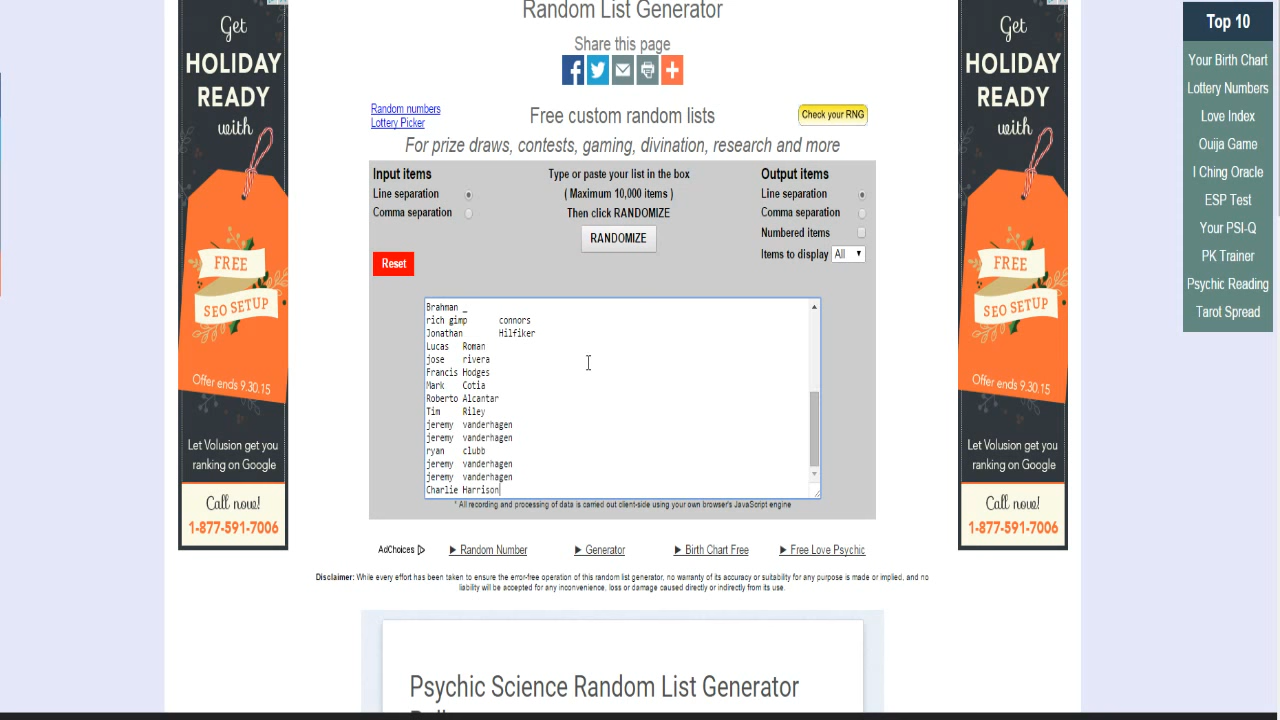 Random List Generator
Share this page
Random numbers
Lottery Picker
Free custom random lists
Check your RNG
For prize draws, contests, gaming, divination, research and more
Input items
Type or paste your list in the box
Output items
Line separation
( Maximum 10,000 items )
Line separation
Comma separation
Then click RANDOMIZE
Comma separation
RANDOMIZE
Numbered items
Items to display All
Reset
Brahman _
rich gimp connors
Jonathan Hilfiker
Lucas Roman
jose rivera
Francis Hodges
Mark Cotia
Roberto Alcantar
Tim Riley
jeremy vanderhagen
jeremy vanderhagen
ryan clubb
jeremy vanderhagen
jeremy vanderhagen
Charlie Harrison
* All recording and processing of data is carried out client-side using your own browser's JavaScript engine
AdChoices
Random Number
Generator
Birth Chart Free
Free Love Psychic
Disclaimer: While every effort has been taken to ensure the error-free operation of this random list generator, no warranty of its accuracy or suitability for any purpose is made or implied, and no
liability will be accepted for any inconvenience, loss or damage caused directly or indirectly from its use.
Psychic Science Random List Generator
Get
HOLIDAY
READY
with
FREE
SEO SETUP
Offer ends 9.30.15
Let Volusion get you
ranking on Google
Call now!
1-877-591-7006
Get
HOLIDAY
READY
with
FREE
SEO SETUP
Offer ends 9.30.15
Let Volusion get you
ranking on Google
Call now!
1-877-591-7006
Top 10
Your Birth Chart
Lottery Numbers
Love Index
Ouija Game
I Ching Oracle
ESP Test
Your PSI-Q
PK Trainer
Psychic Reading
Tarot Spread